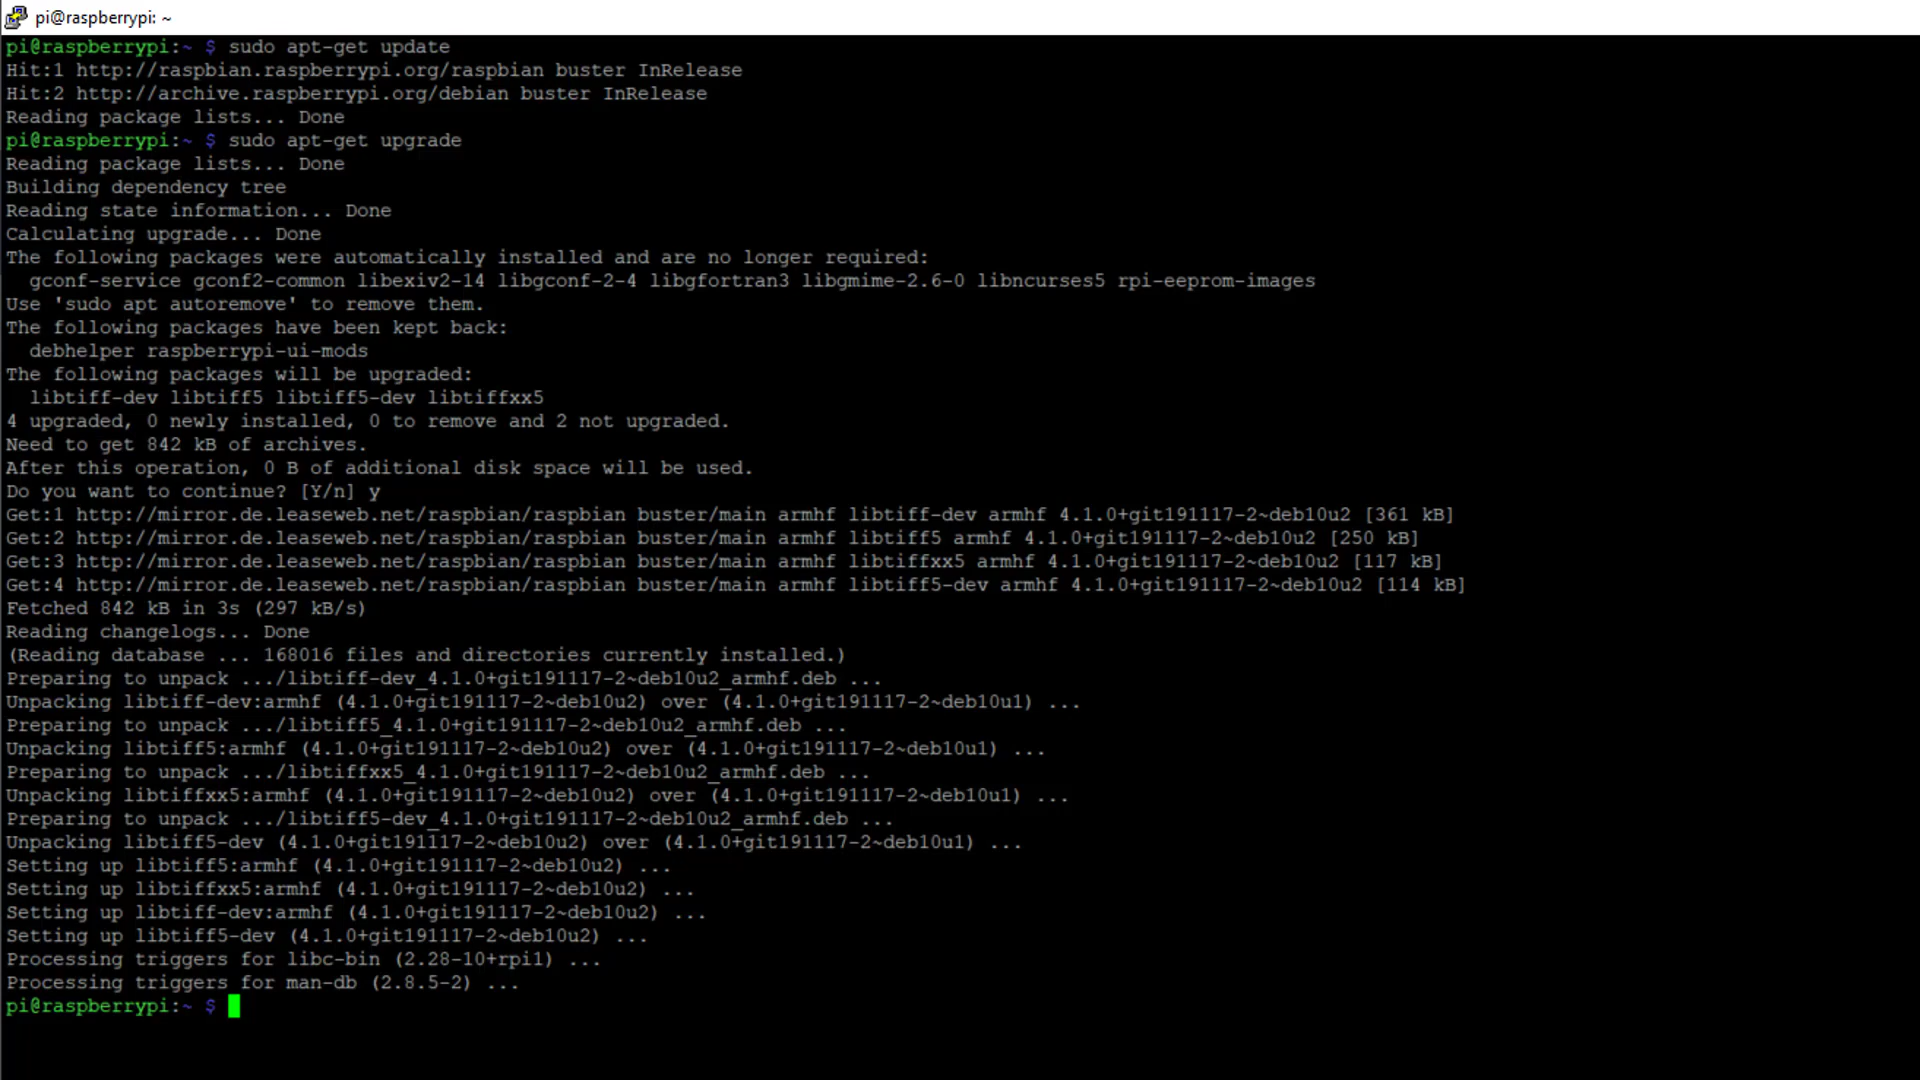 pi@raspberrypi: ~
pi@raspberrypi:~ $ sudo apt-get update
Hit:1 http://raspbian.raspberrypi.org/raspbian buster InRelease
Hit:2 http://archive.raspberrypi.org/debian buster InRelease
Reading package lists... Done
pi@raspberrypi:~ $ sudo apt-get upgrade
Reading package lists... Done
Building dependency tree
Reading state information... Done
Calculating upgrade... Done
The following packages were automatically installed and are no longer required:
  gconf-service gconf2-common libexiv2-14 libgconf-2-4 libgfortran3 libgmime-2.6-0 libncurses5 rpi-eeprom-images
Use 'sudo apt autoremove' to remove them.
The following packages have been kept back:
  debhelper raspberrypi-ui-mods
The following packages will be upgraded:
  libtiff-dev libtiff5 libtiff5-dev libtiffxx5
4 upgraded, 0 newly installed, 0 to remove and 2 not upgraded.
Need to get 842 kB of archives.
After this operation, 0 B of additional disk space will be used.
Do you want to continue? [Y/n] y
Get:1 http://mirror.de.leaseweb.net/raspbian/raspbian buster/main armhf libtiff-dev armhf 4.1.0+git191117-2~deb10u2 [361 kB]
Get:2 http://mirror.de.leaseweb.net/raspbian/raspbian buster/main armhf libtiff5 armhf 4.1.0+git191117-2~deb10u2 [250 kB]
Get:3 http://mirror.de.leaseweb.net/raspbian/raspbian buster/main armhf libtiffxx5 armhf 4.1.0+git191117-2~deb10u2 [117 kB]
Get:4 http://mirror.de.leaseweb.net/raspbian/raspbian buster/main armhf libtiff5-dev armhf 4.1.0+git191117-2~deb10u2 [114 kB]
Fetched 842 kB in 3s (297 kB/s)
Reading changelogs... Done
(Reading database ... 168016 files and directories currently installed.)
Preparing to unpack .../libtiff-dev_4.1.0+git191117-2~deb10u2_armhf.deb ...
Unpacking libtiff-dev:armhf (4.1.0+git191117-2~deb10u2) over (4.1.0+git191117-2~deb10u1) ...
Preparing to unpack .../libtiff5_4.1.0+git191117-2~deb10u2_armhf.deb ...
Unpacking libtiff5:armhf (4.1.0+git191117-2~deb10u2) over (4.1.0+git191117-2~deb10u1) ...
Preparing to unpack .../libtiffxx5_4.1.0+git191117-2~deb10u2_armhf.deb ...
Unpacking libtiffxx5:armhf (4.1.0+git191117-2~deb10u2) over (4.1.0+git191117-2~deb10u1) ...
Preparing to unpack .../libtiff5-dev_4.1.0+git191117-2~deb10u2_armhf.deb ...
Unpacking libtiff5-dev (4.1.0+git191117-2~deb10u2) over (4.1.0+git191117-2~deb10u1) ...
Setting up libtiff5:armhf (4.1.0+git191117-2~deb10u2) ...
Setting up libtiffxx5:armhf (4.1.0+git191117-2~deb10u2) ...
Setting up libtiff-dev:armhf (4.1.0+git191117-2~deb10u2) ...
Setting up libtiff5-dev (4.1.0+git191117-2~deb10u2) ...
Processing triggers for libc-bin (2.28-10+rpi1) ...
Processing triggers for man-db (2.8.5-2) ...
pi@raspberrypi:~ $